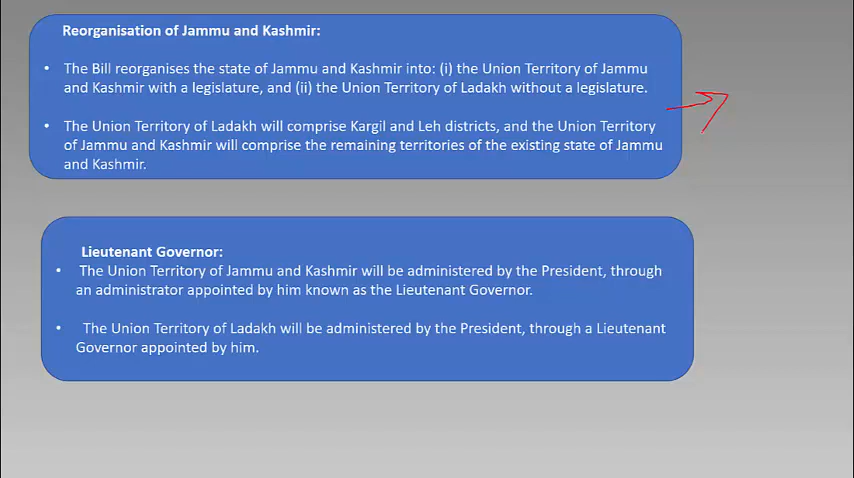 Reorganisation of Jammu and Kashmir:
• The Bill reorganises the state of Jammu and Kashmir into: (i) the Union Territory of Jammu
and Kashmir with a legislature, and (ii) the Union Territory of Ladakh without a legislature.
• The Union Territory of Ladakh will comprise Kargil and Leh districts, and the Union Territory
of Jammu and Kashmir will comprise the remaining territories of the existing state of Jammu
and Kashmir.
Lieutenant Governor:
• The Union Territory of Jammu and Kashmir will be administered by the President, through
an administrator appointed by him known as the Lieutenant Governor.
• The Union Territory of Ladakh will be administered by the President, through a Lieutenant
Governor appointed by him.